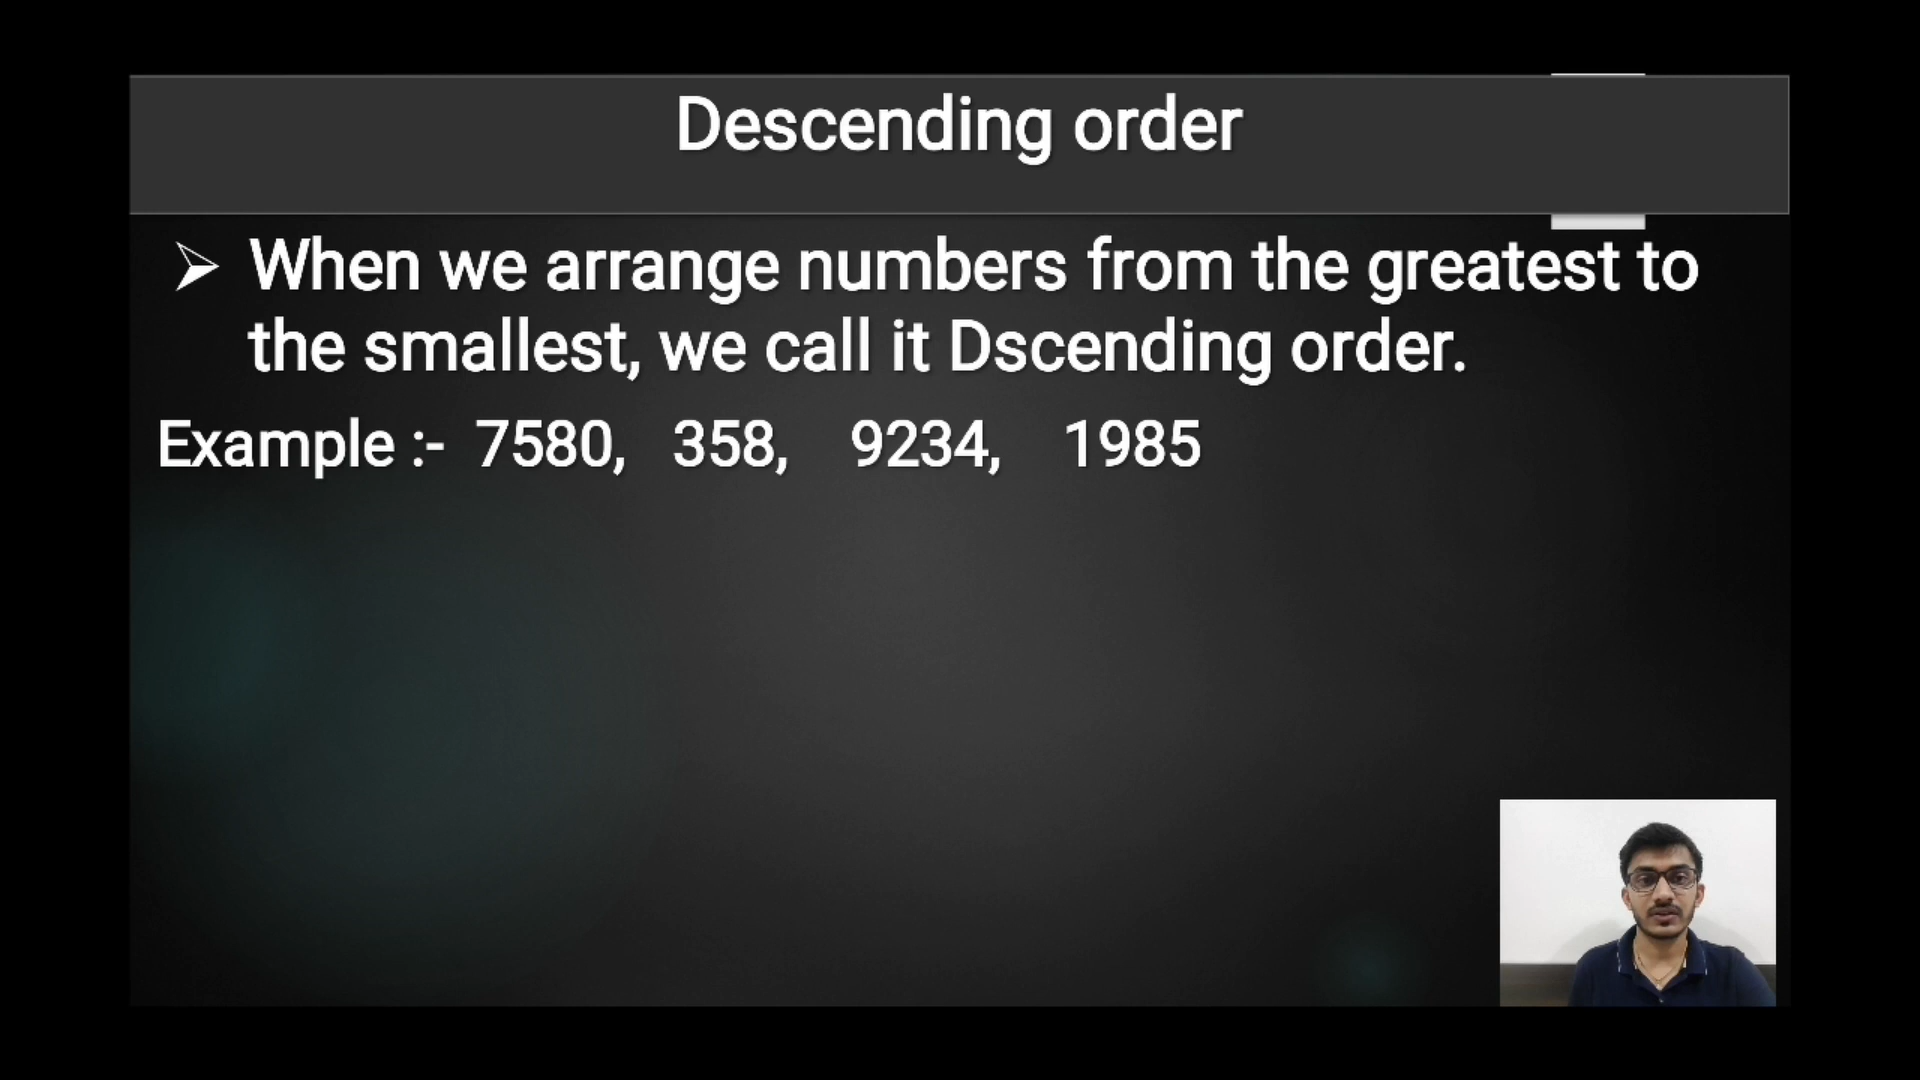 Descending order
➢ When we arrange numbers from the greatest to
the smallest, we call it Dscending order.
Example :- 7580, 358, 9234, 1985